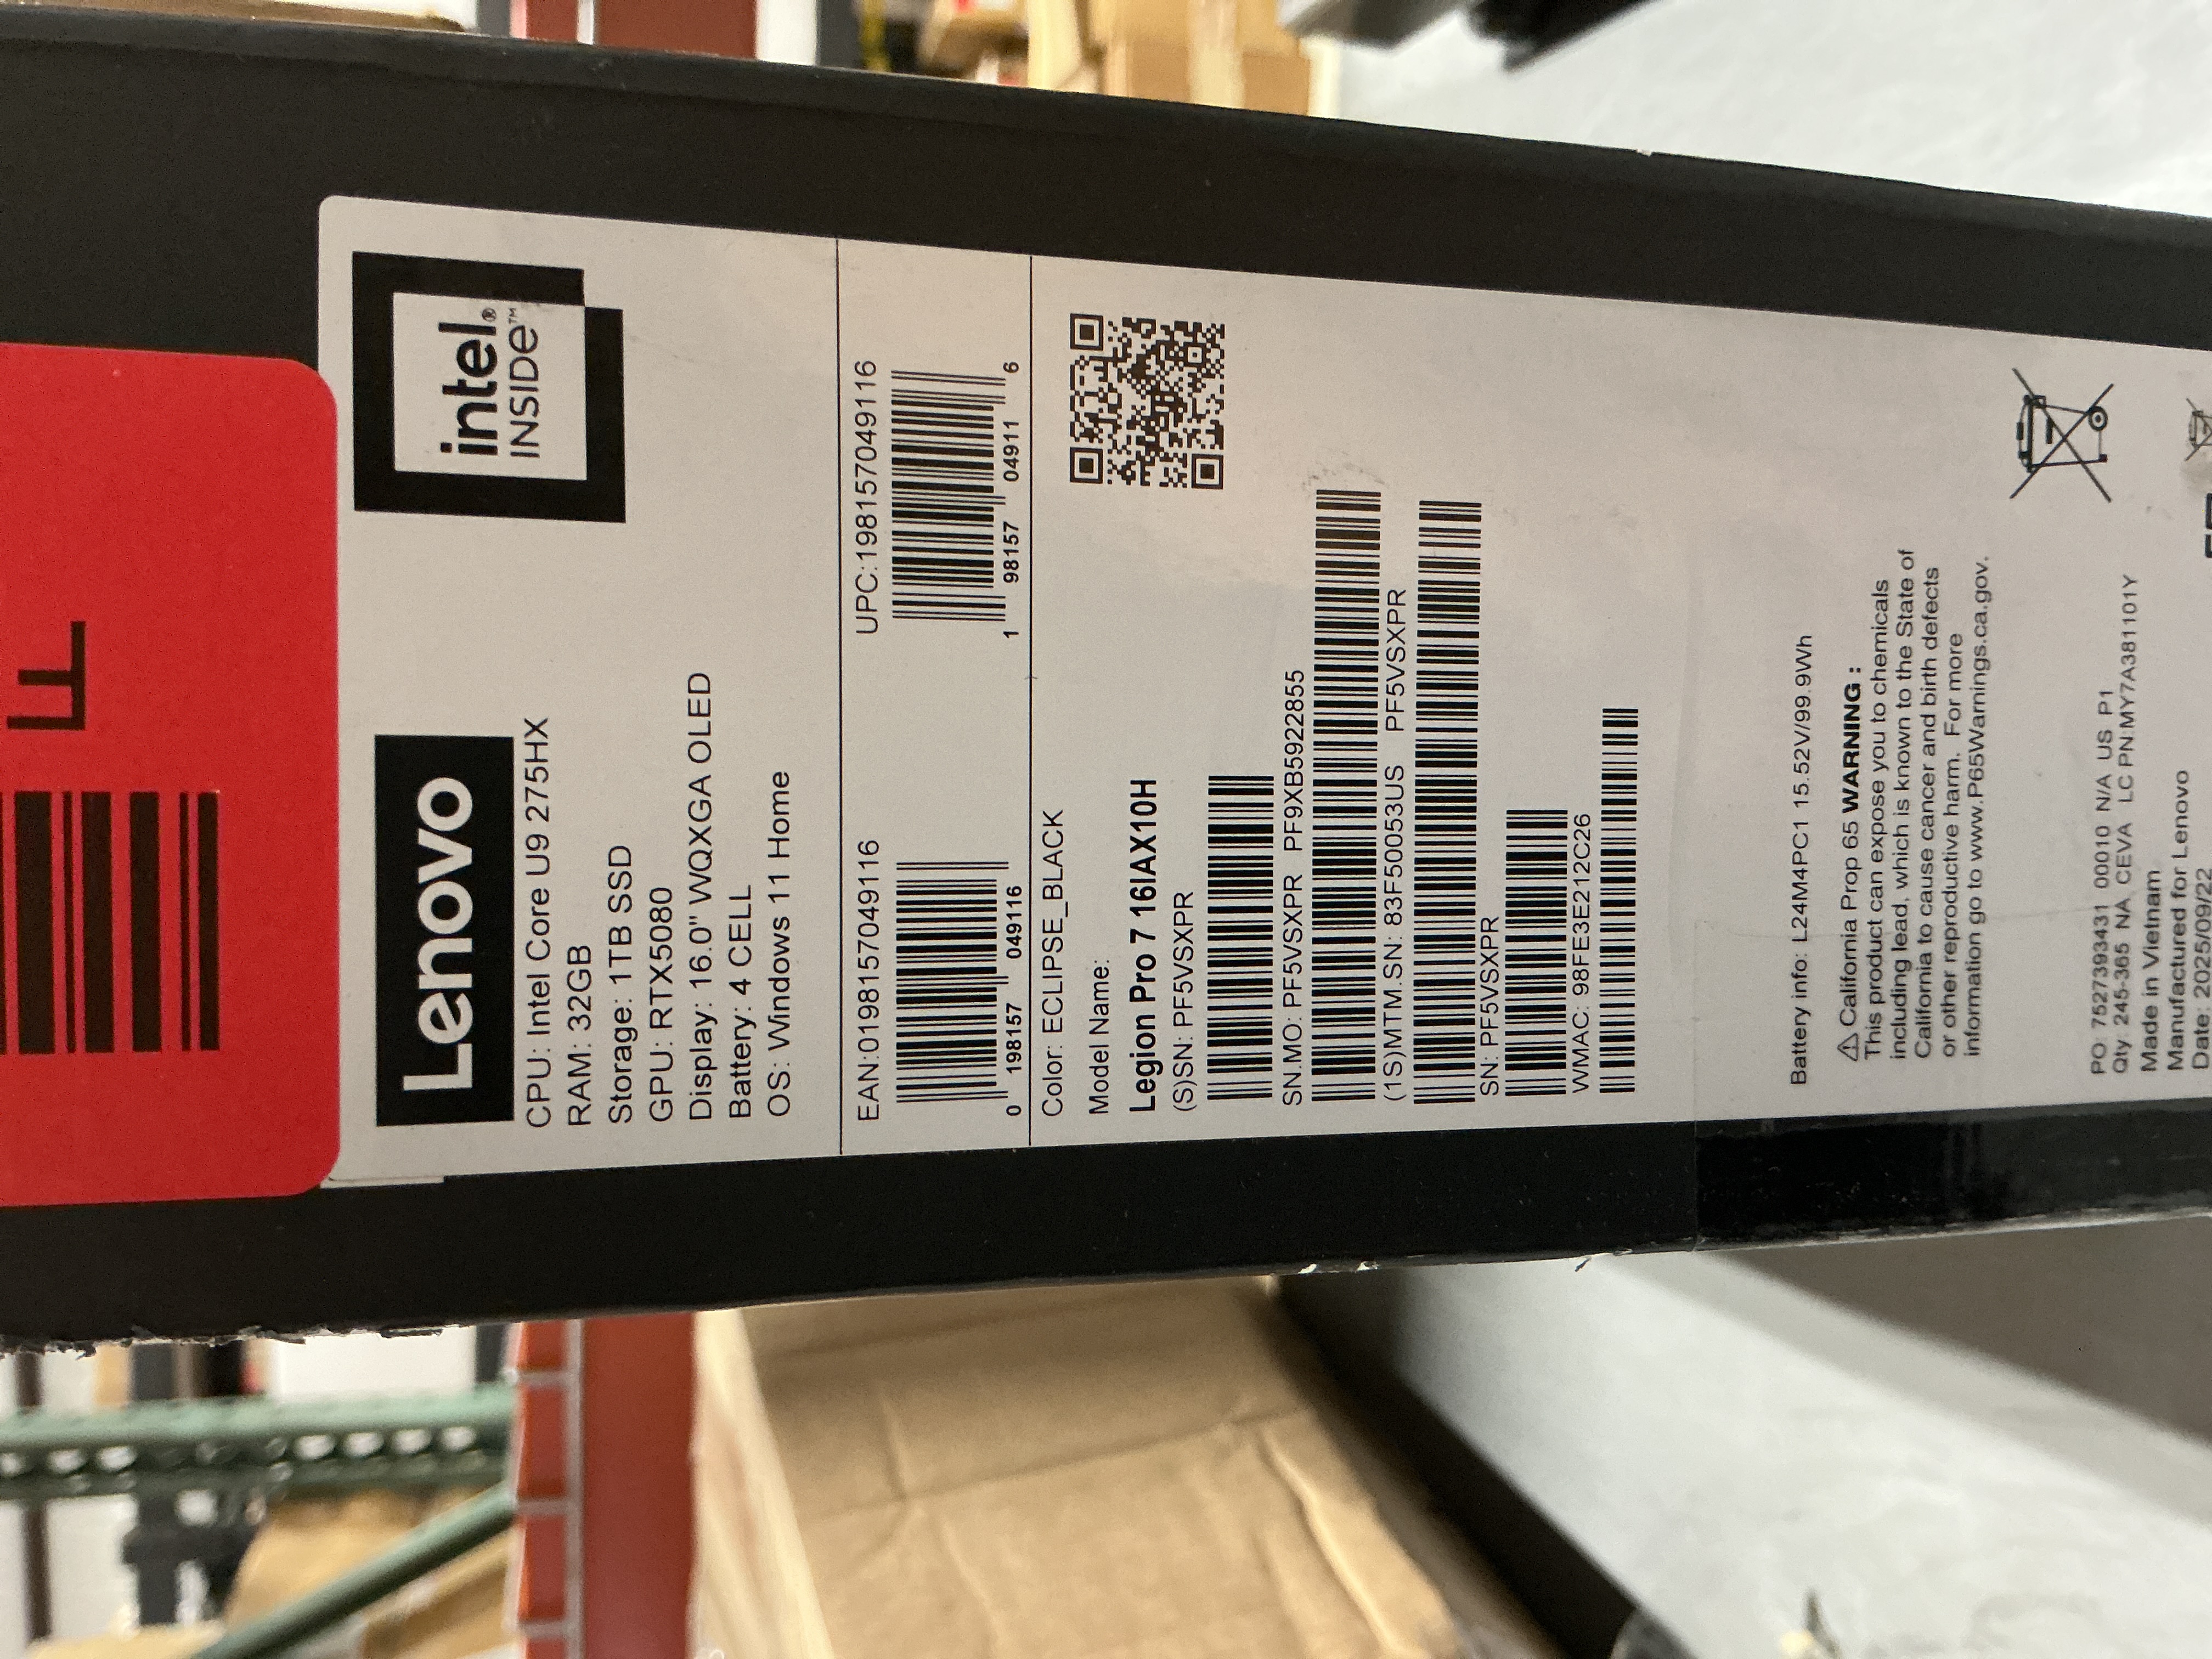 F
Lenovo
intel®
INSIDE™
CPU: Intel Core U9 275HX
RAM: 32GB
Storage: 1TB SSD
GPU: RTX5080
Display: 16.0" WQXGA OLED
Battery: 4 CELL
OS: Windows 11 Home
EAN:0198157049116
0 198157 049116
UPC:198157049116
1 98157 04911 6
Color: ECLIPSE_BLACK
Model Name:
Legion Pro 7 16IAX10H
(S)SN: PF5VSXPR
SN.MO: PF5VSXPR PF9XB5922855
(1S)MTM.SN: 83F50053US PF5VSXPR
SN: PF5VSXPR
WMAC: 98FE3E212C26
Battery info: L24M4PC1 15.52V/99.9Wh
⚠ California Prop 65 WARNING :
This product can expose you to chemicals
including lead, which is known to the State of
California to cause cancer and birth defects
or other reproductive harm. For more
information go to www.P65Warnings.ca.gov.
PO: 7527393431 00010 N/A US P1
Qty: 245-365 NA CEVA LC PN:MY7A381101Y
Made in Vietnam
Manufactured for Lenovo
Date: 2025/09/22